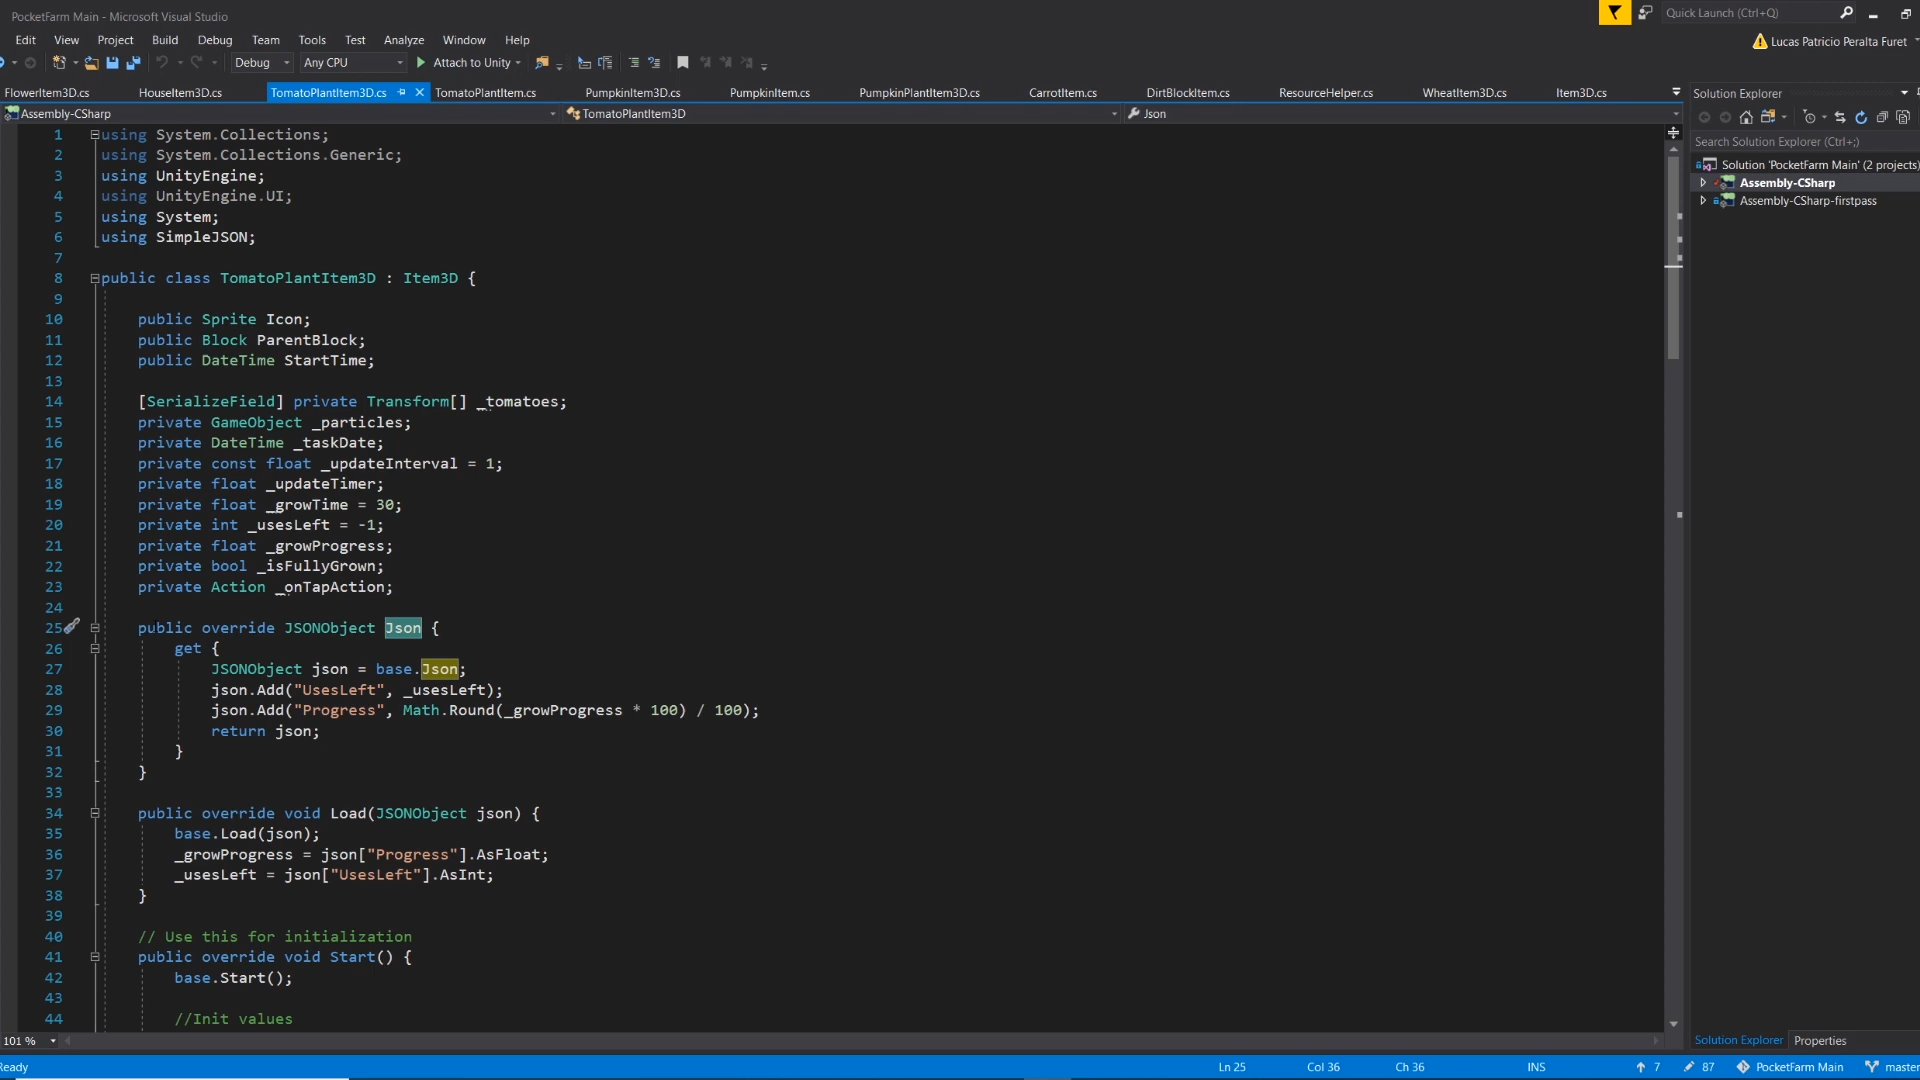 PocketFarm Main - Microsoft Visual Studio
Quick Launch (Ctrl+Q)
Edit View Project Build Debug Team Tools Test Analyze Window Help
Lucas Patricio Peralta Furet
Debug Any CPU Attach to Unity
FlowerItem3D.cs HouseItem3D.cs TomatoPlantItem3D.cs TomatoPlantItem.cs PumpkinItem3D.cs PumpkinItem.cs PumpkinPlantItem3D.cs CarrotItem.cs DirtBlockItem.cs ResourceHelper.cs WheatItem3D.cs Item3D.cs
Assembly-CSharp TomatoPlantItem3D Json
1 using System.Collections;
2 using System.Collections.Generic;
3 using UnityEngine;
4 using UnityEngine.UI;
5 using System;
6 using SimpleJSON;
7
8 public class TomatoPlantItem3D : Item3D {
9
10 public Sprite Icon;
11 public Block ParentBlock;
12 public DateTime StartTime;
13
14 [SerializeField] private Transform[] _tomatoes;
15 private GameObject _particles;
16 private DateTime _taskDate;
17 private const float _updateInterval = 1;
18 private float _updateTimer;
19 private float _growTime = 30;
20 private int _usesLeft = -1;
21 private float _growProgress;
22 private bool _isFullyGrown;
23 private Action _onTapAction;
24
25 public override JSONObject Json {
26 get {
27 JSONObject json = base.Json;
28 json.Add("UsesLeft", _usesLeft);
29 json.Add("Progress", Math.Round(_growProgress * 100) / 100);
30 return json;
31 }
32 }
33
34 public override void Load(JSONObject json) {
35 base.Load(json);
36 _growProgress = json["Progress"].AsFloat;
37 _usesLeft = json["UsesLeft"].AsInt;
38 }
39
40 // Use this for initialization
41 public override void Start() {
42 base.Start();
43
44 //Init values
Solution Explorer
Search Solution Explorer (Ctrl+;)
Solution 'PocketFarm Main' (2 projects)
Assembly-CSharp
Assembly-CSharp-firstpass
101 %
Solution Explorer Properties
Ready Ln 25 Col 36 Ch 36 INS 7 87 PocketFarm Main master